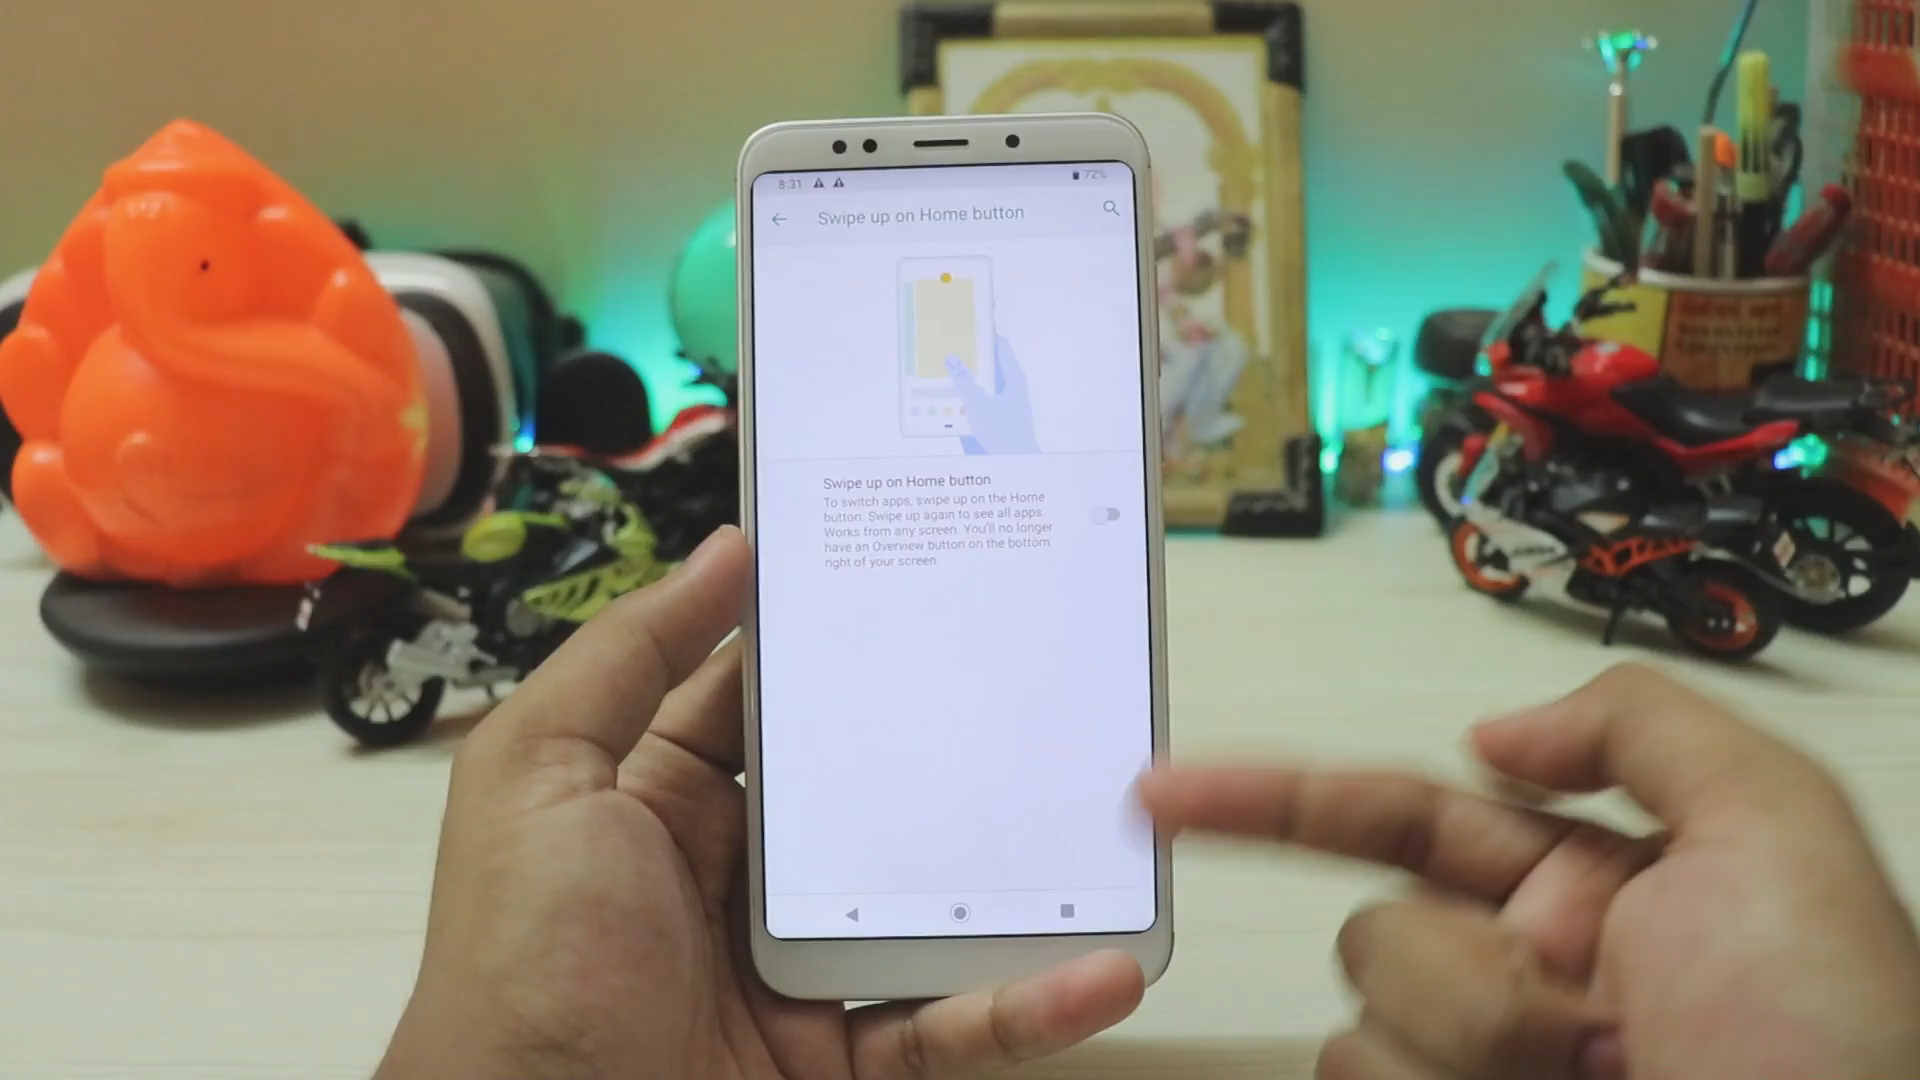 8:31
72%
Swipe up on Home button
Swipe up on Home button
To switch apps, swipe up on the Home
button. Swipe up again to see all apps.
Works from any screen. You'll no longer
have an Overview button on the bottom
right of your screen.